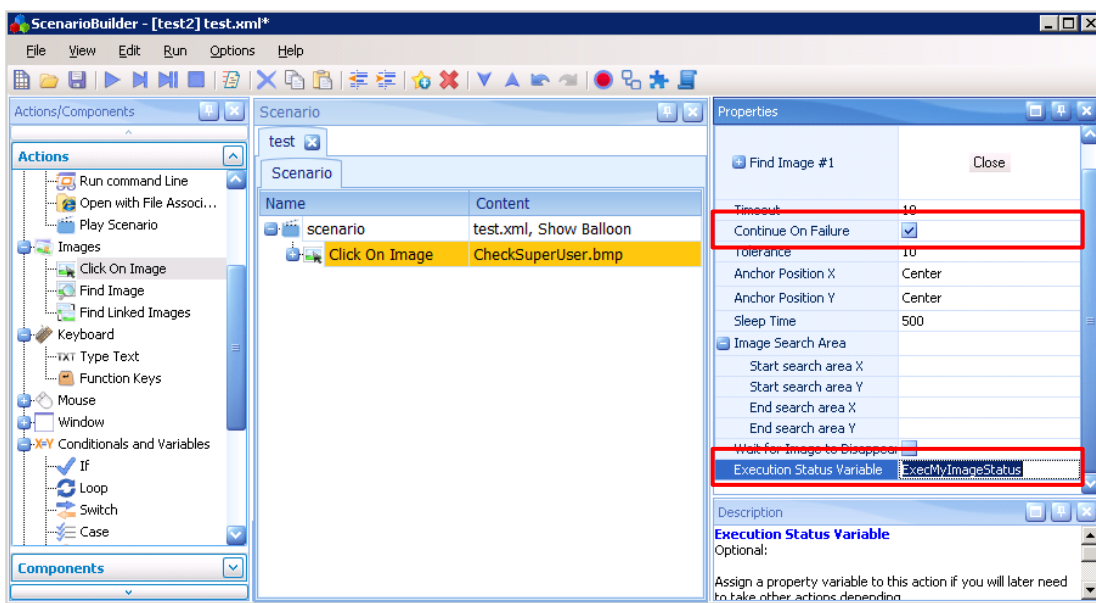 ScenarioBuilder - [test2] test.xml*
File View Edit Run Options Help
Actions/Components
Actions
Run command Line
Open with File Associ...
Play Scenario
Images
Click On Image
Find Image
Find Linked Images
Keyboard
TXT Type Text
Function Keys
Mouse
Window
X=Y Conditionals and Variables
If
Loop
Switch
Case
Components
Scenario
test
Scenario
Name Content
scenario test.xml, Show Balloon
Click On Image CheckSuperUser.bmp
Properties
Find Image #1 Close
Timeout 10
Continue On Failure
Tolerance 10
Anchor Position X Center
Anchor Position Y Center
Sleep Time 500
Image Search Area
Start search area X
Start search area Y
End search area X
End search area Y
Wait for Image to Disappear
Execution Status Variable ExecMyImageStatus
Description
Execution Status Variable
Optional:
Assign a property variable to this action if you will later need
to take other actions depending